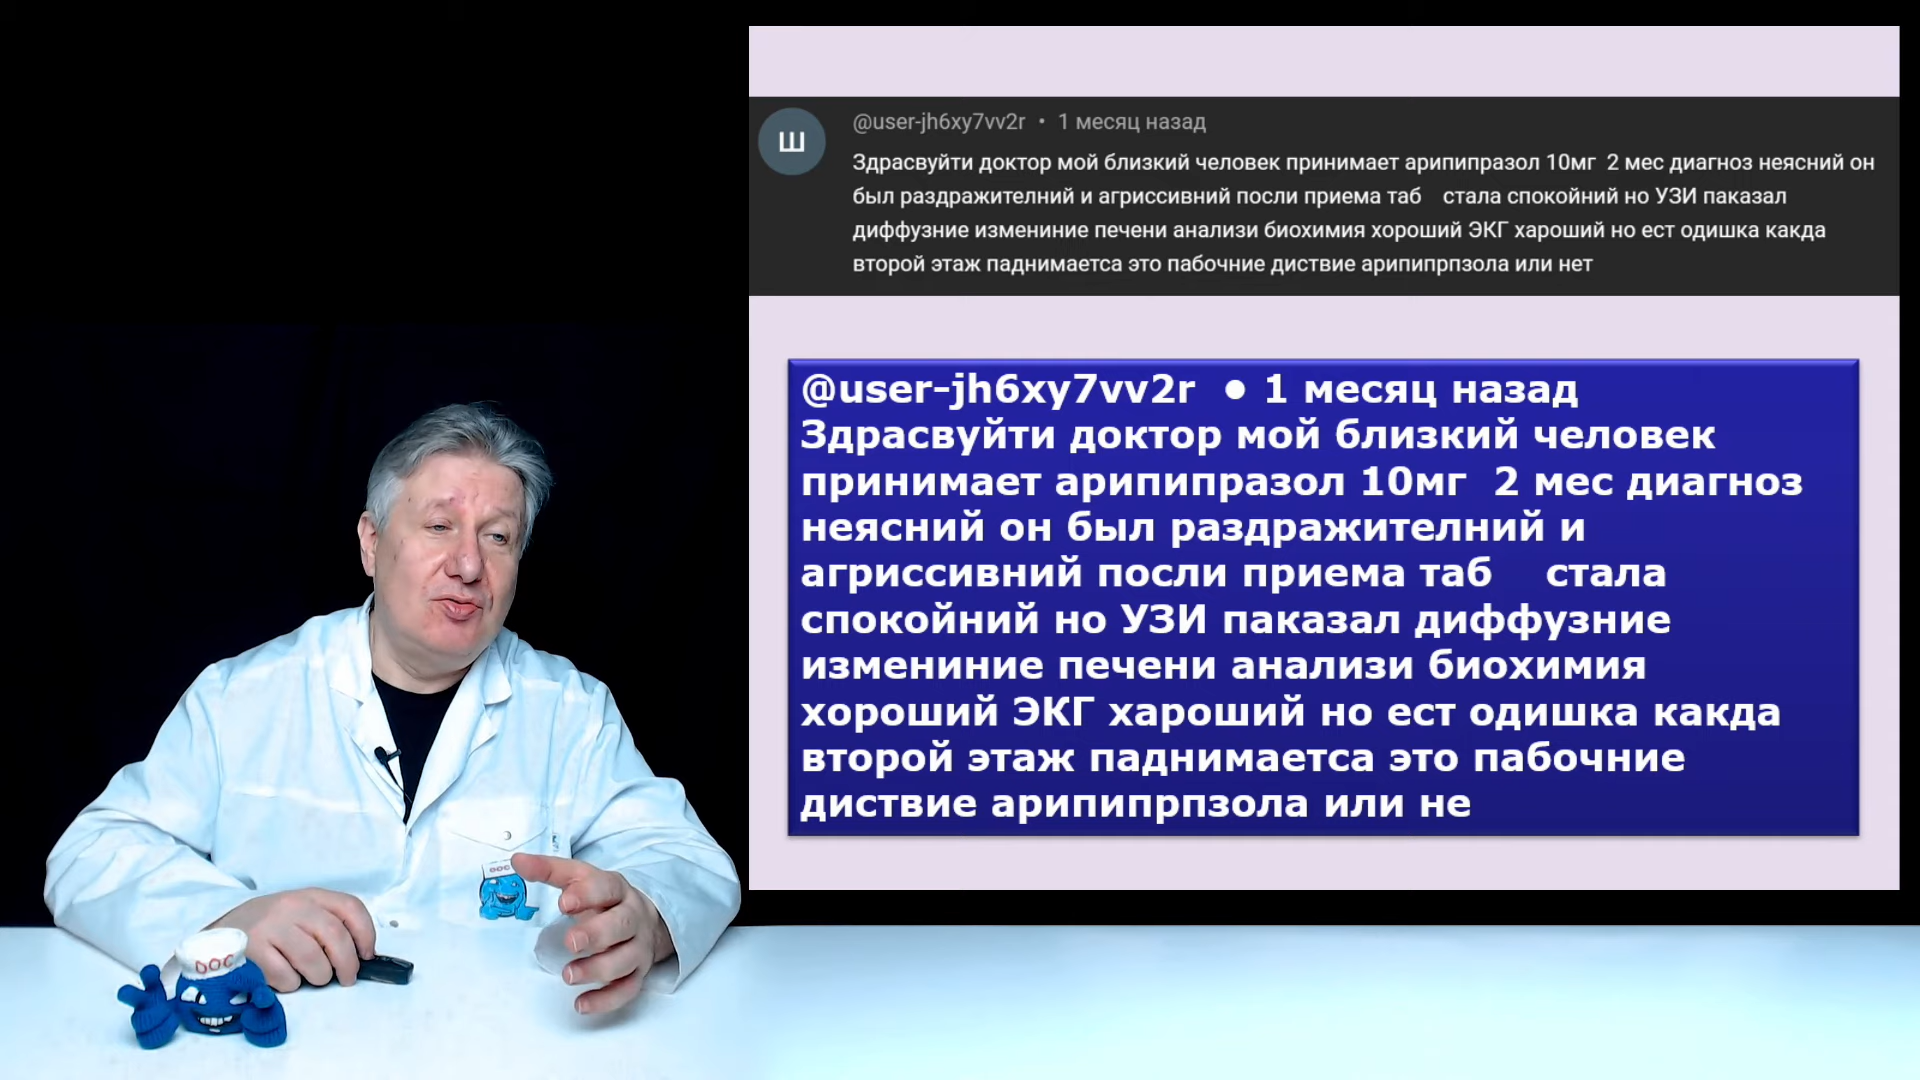 Ш
@user-jh6xy7vv2r • 1 месяц назад
Здрасвуйти доктор мой близкий человек принимает арипипразол 10мг  2 мес диагноз неясний он
был раздражителний и агриссивний посли приема таб    стала спокойний но УЗИ паказал
диффузние измениние печени анализи биохимия хороший ЭКГ хароший но ест одишка какда
второй этаж паднимаетса это пабочние диствие арипипрпзола или нет
@user-jh6xy7vv2r  ● 1 месяц назад
Здрасвуйти доктор мой близкий человек
принимает арипипразол 10мг  2 мес диагноз
неясний он был раздражителний и
агриссивний посли приема таб    стала
спокойний но УЗИ паказал диффузние
измениние печени анализи биохимия
хороший ЭКГ хароший но ест одишка какда
второй этаж паднимаетса это пабочние
диствие арипипрпзола или не
DOC
DOC